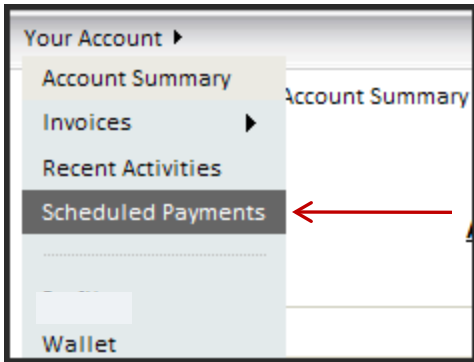 Your Account ▶
Account Summary
Account Summary
Invoices ▶
Recent Activities
Scheduled Payments
Wallet